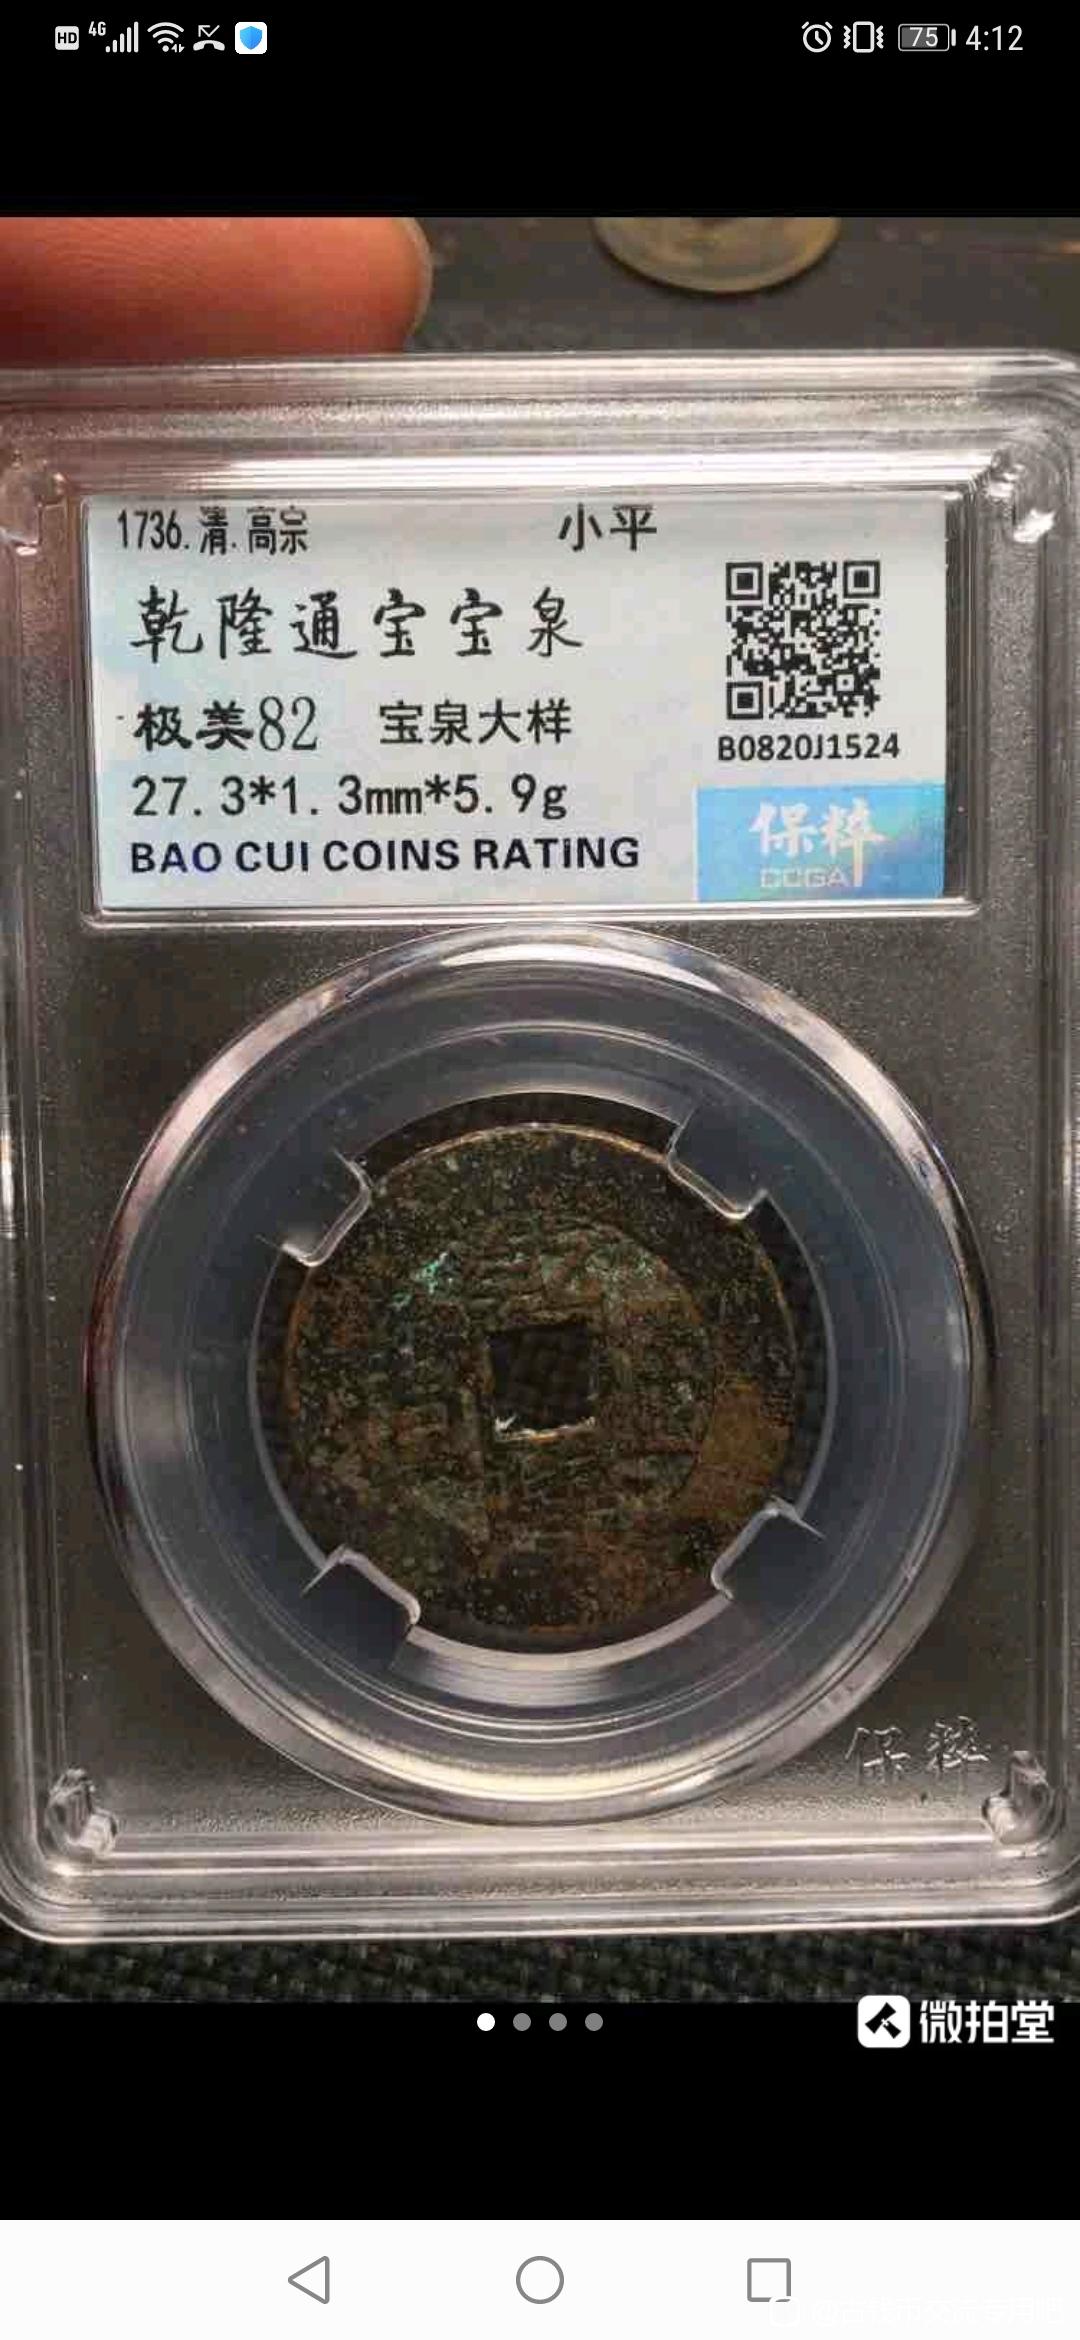 HD 4G 75 4:12
1736.清.高宗 小平
乾隆通宝宝泉
极美82 宝泉大样
B0820J1524
27.3*1.3mm*5.9g
保粹
BAO CUI COINS RATING
CCGA
保粹
微拍堂